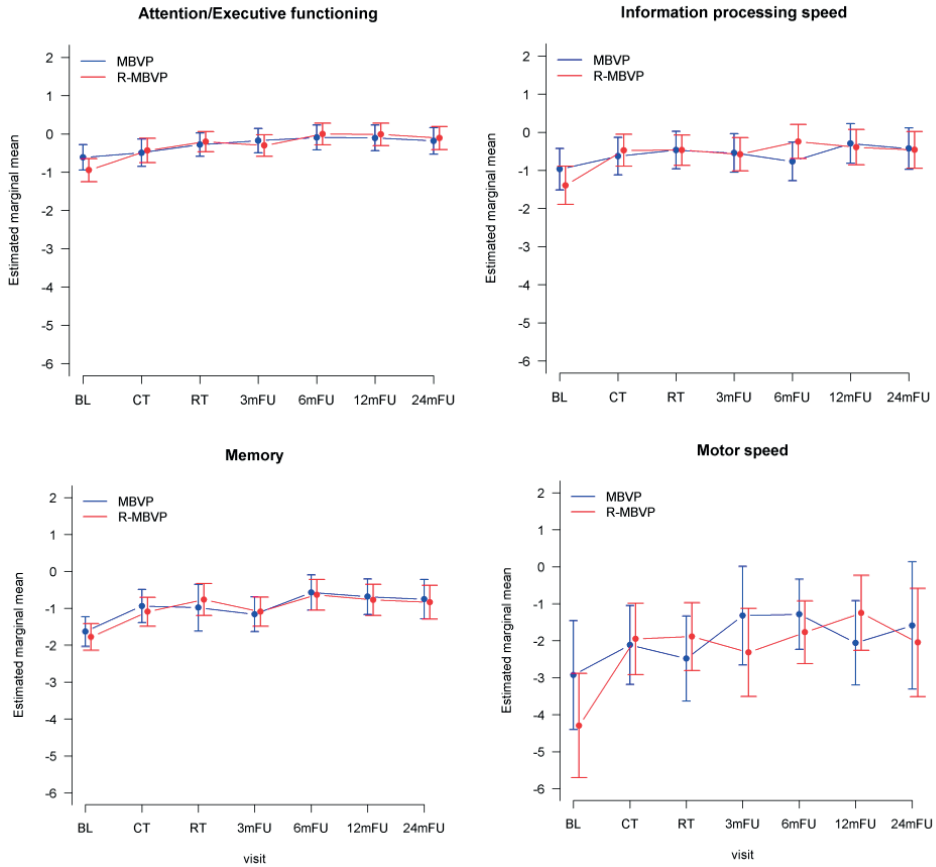 Attention/Executive functioning
MBVP
R-MBVP
Estimated marginal mean
2
1
0
-1
-2
-3
-4
-5
-6
BL CT RT 3mFU 6mFU 12mFU 24mFU
Information processing speed
MBVP
R-MBVP
Estimated marginal mean
2
1
0
-1
-2
-3
-4
-5
-6
BL CT RT 3mFU 6mFU 12mFU 24mFU
Memory
MBVP
R-MBVP
Estimated marginal mean
2
1
0
-1
-2
-3
-4
-5
-6
BL CT RT 3mFU 6mFU 12mFU 24mFU
visit
Motor speed
MBVP
R-MBVP
Estimated marginal mean
2
1
0
-1
-2
-3
-4
-5
-6
BL CT RT 3mFU 6mFU 12mFU 24mFU
visit